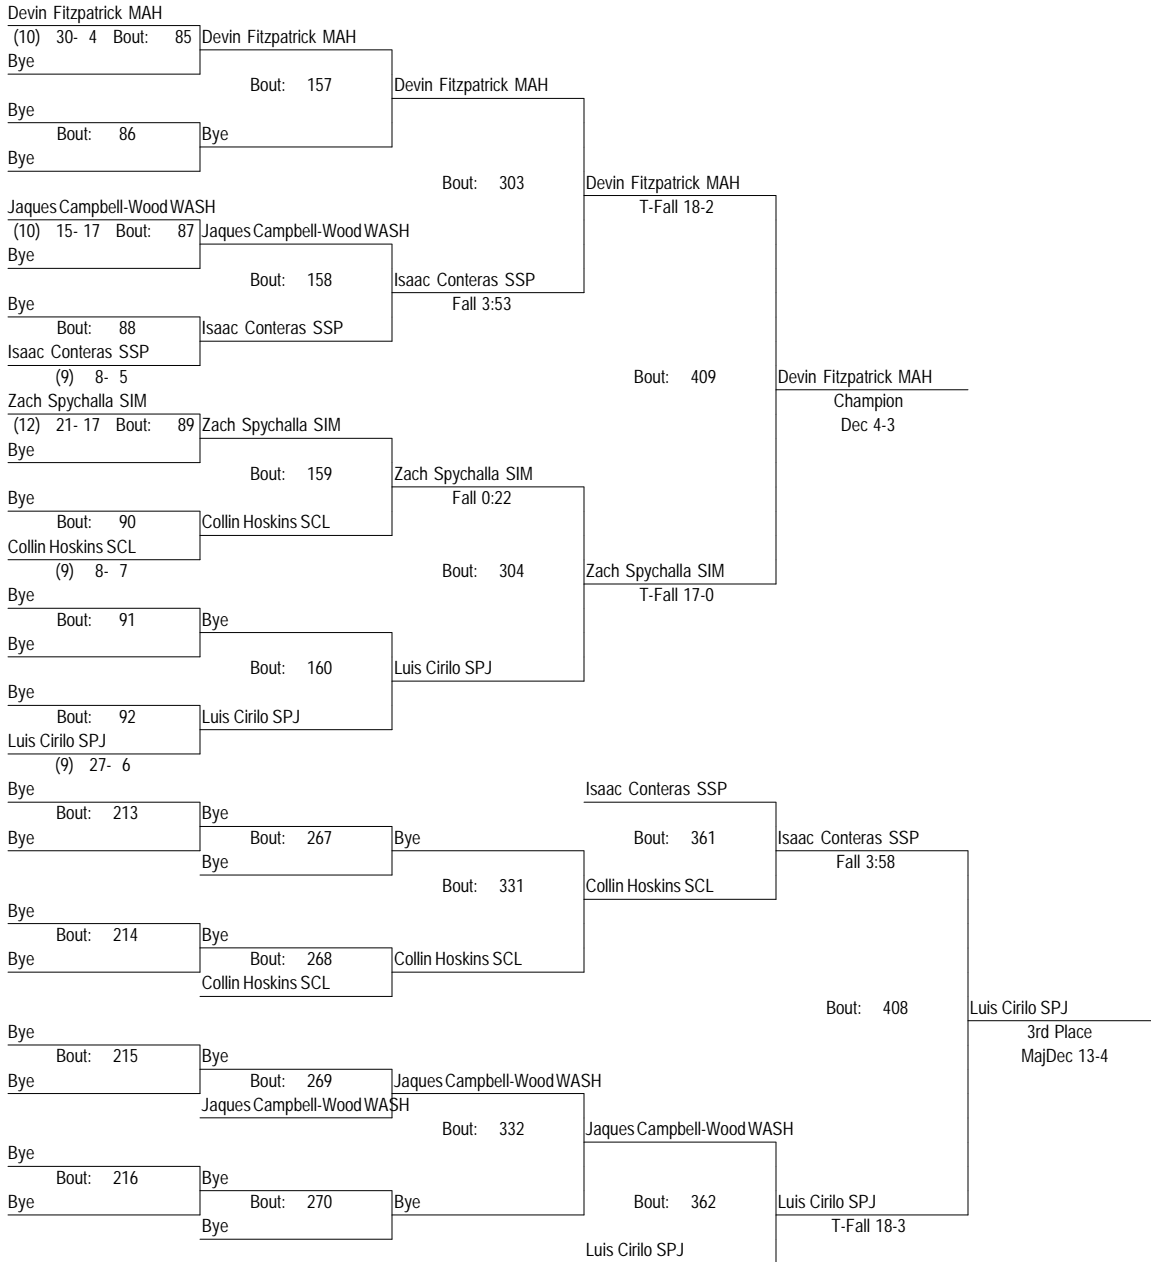 Devin Fitzpatrick MAH
(10) 30- 4 Bout: 85 Devin Fitzpatrick MAH
Bye
Bout: 157 Devin Fitzpatrick MAH
Bye
Bout: 86 Bye
Bye
Bout: 303 Devin Fitzpatrick MAH
T-Fall 18-2
Jaques Campbell-Wood WASH
(10) 15- 17 Bout: 87 Jaques Campbell-Wood WASH
Bye
Bout: 158 Isaac Conteras SSP
Bye Fall 3:53
Bout: 88 Isaac Conteras SSP
Isaac Conteras SSP
(9) 8- 5 Bout: 409 Devin Fitzpatrick MAH
Zach Spychalla SIM Champion
(12) 21- 17 Bout: 89 Zach Spychalla SIM Dec 4-3
Bye
Bout: 159 Zach Spychalla SIM
Bye Fall 0:22
Bout: 90 Collin Hoskins SCL
Collin Hoskins SCL
(9) 8- 7 Bout: 304 Zach Spychalla SIM
Bye T-Fall 17-0
Bout: 91 Bye
Bye
Bout: 160 Luis Cirilo SPJ
Bye
Bout: 92 Luis Cirilo SPJ
Luis Cirilo SPJ
(9) 27- 6
Bye Isaac Conteras SSP
Bout: 213 Bye
Bye Bout: 267 Bye Bout: 361 Isaac Conteras SSP
Bye Fall 3:58
Bout: 331 Collin Hoskins SCL
Bye
Bout: 214 Bye
Bye Bout: 268 Collin Hoskins SCL
Collin Hoskins SCL
Bout: 408 Luis Cirilo SPJ
Bye 3rd Place
Bout: 215 Bye MajDec 13-4
Bye Bout: 269 Jaques Campbell-Wood WASH
Jaques Campbell-Wood WASH
Bout: 332 Jaques Campbell-Wood WASH
Bye
Bout: 216 Bye
Bye Bout: 270 Bye Bout: 362 Luis Cirilo SPJ
Bye T-Fall 18-3
Luis Cirilo SPJ